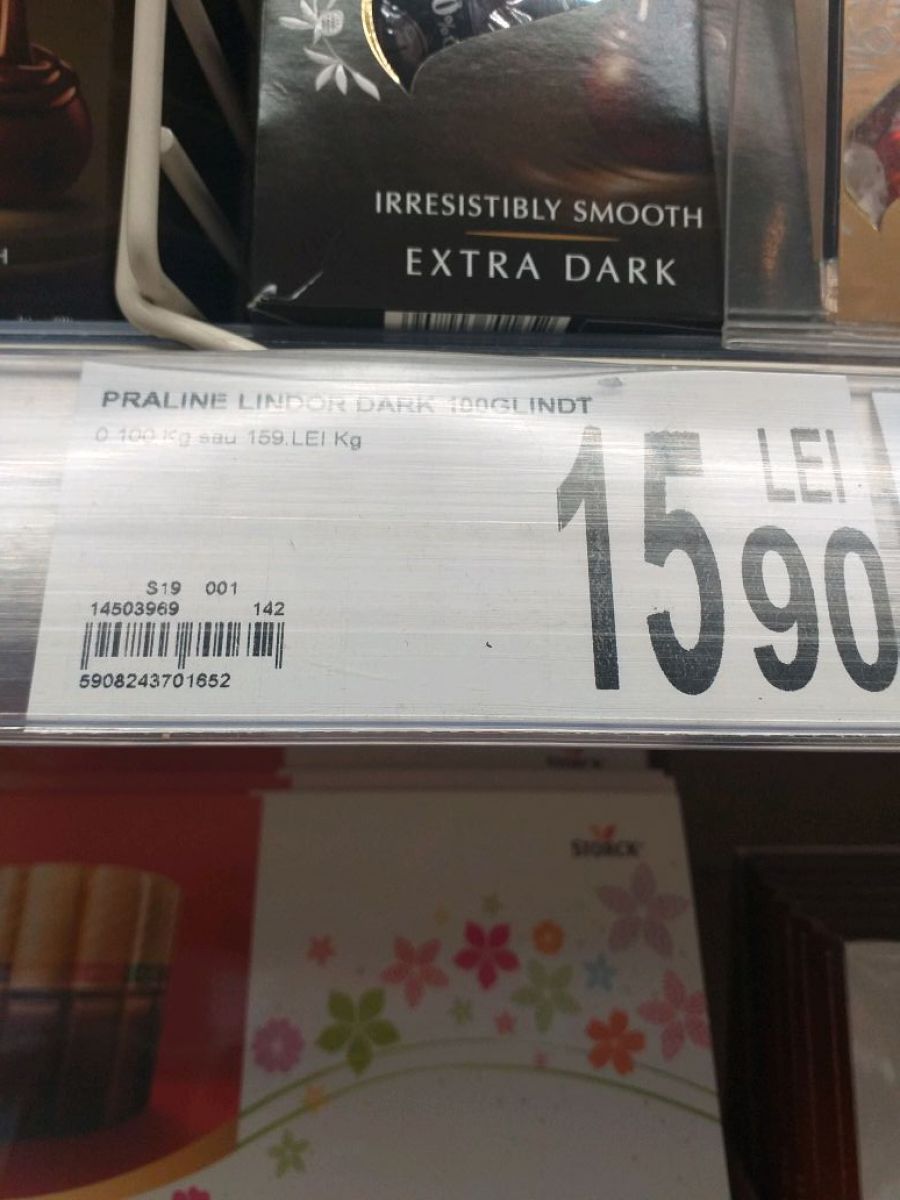 0%
IRRESISTIBLY SMOOTH
EXTRA DARK
H
PRALINE LINDOR DARK 100GLINDT
0.100 Kg sau 159.LEI Kg
15 LEI
90
S19 001
14503969 142
5908243701652
STORCK